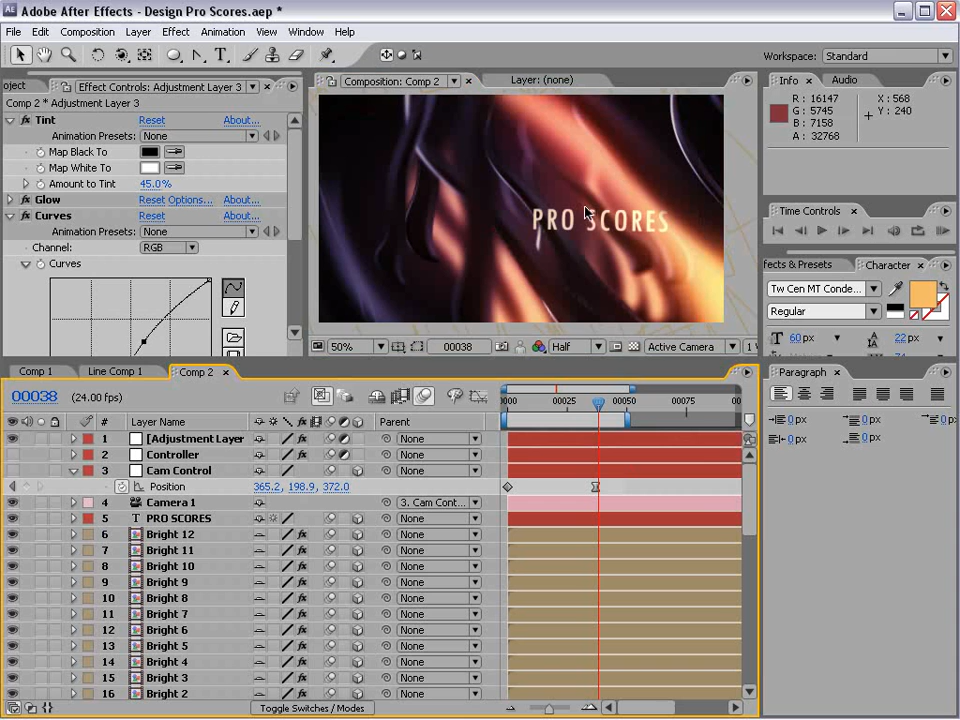 Adobe After Effects - Design Pro Scores.aep *
File Edit Composition Layer Effect Animation View Window Help
Workspace: Standard
oject Effect Controls: Adjustment Layer 3
Comp 2 * Adjustment Layer 3
Tint Reset About...
Animation Presets: None
Map Black To
Map White To
Amount to Tint 45.0%
Glow Reset Options... About...
Curves Reset About...
Animation Presets: None
Channel: RGB
Curves
Composition: Comp 2 Layer: (none)
PRO SCORES
50% 00038 Half Active Camera 1
Info Audio
R : 16147
G : 5745
B : 7158
A : 32768
X : 568
Y : 240
Time Controls
fects & Presets Character
Tw Cen MT Conde...
Regular
60 px 22 px
Comp 1 Line Comp 1 Comp 2
00038 (24.00 fps)
0000 00025 00050 00075 00
# Layer Name Parent
1 [Adjustment Layer None
2 Controller None
3 Cam Control None
Position 365.2, 198.9, 372.0
4 Camera 1 3. Cam Cont...
5 T PRO SCORES None
6 Bright 12 None
7 Bright 11 None
8 Bright 10 None
9 Bright 9 None
10 Bright 8 None
11 Bright 7 None
12 Bright 6 None
13 Bright 5 None
14 Bright 4 None
15 Bright 3 None
16 Bright 2 None
Toggle Switches / Modes
Paragraph
0 px 0 px 0 px
0 px 0 px